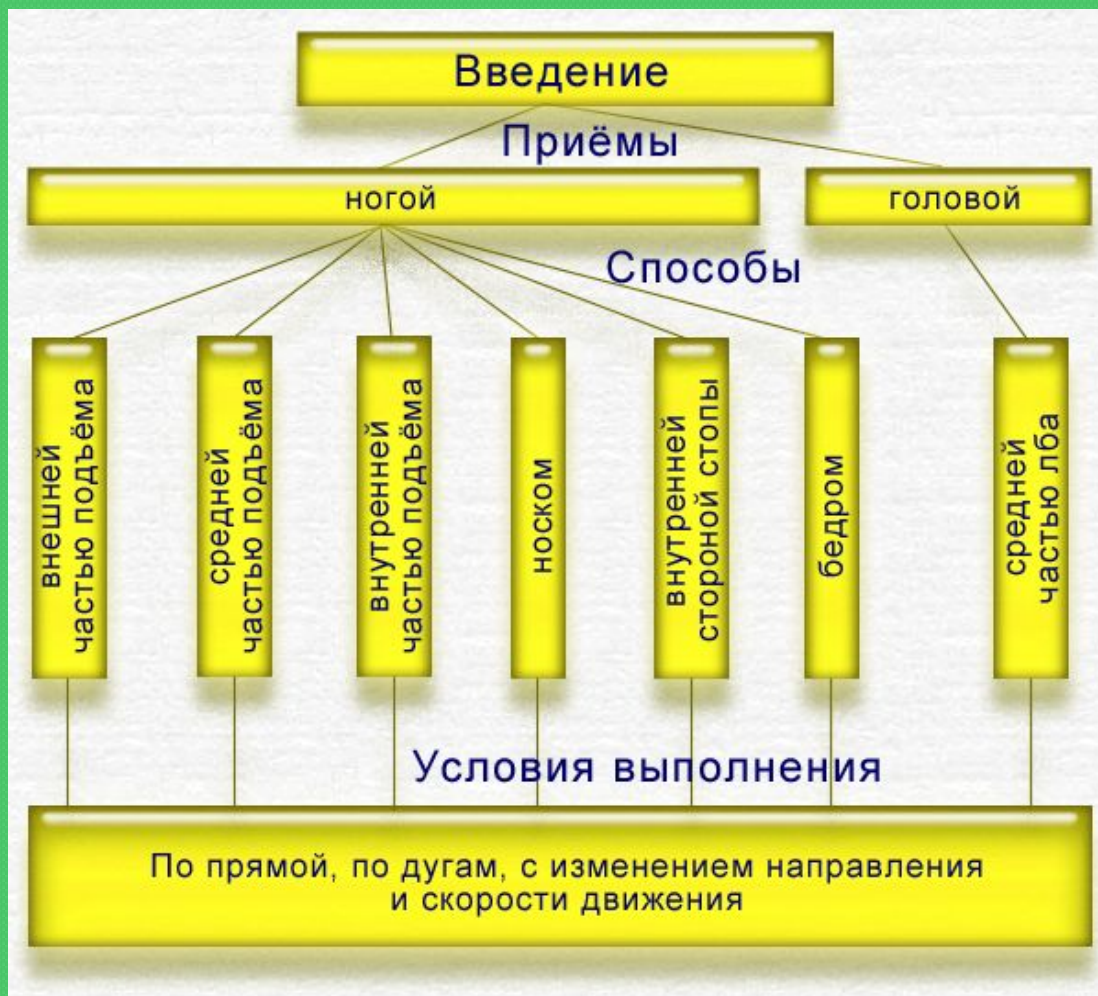 Введение
Приёмы
ногой
головой
Способы
внешней
частью подъёма
средней
частью подъёма
внутренней
частью подъёма
носком
внутренней
стороной стопы
бедром
средней
частью лба
Условия выполнения
По прямой, по дугам, с изменением направления
и скорости движения